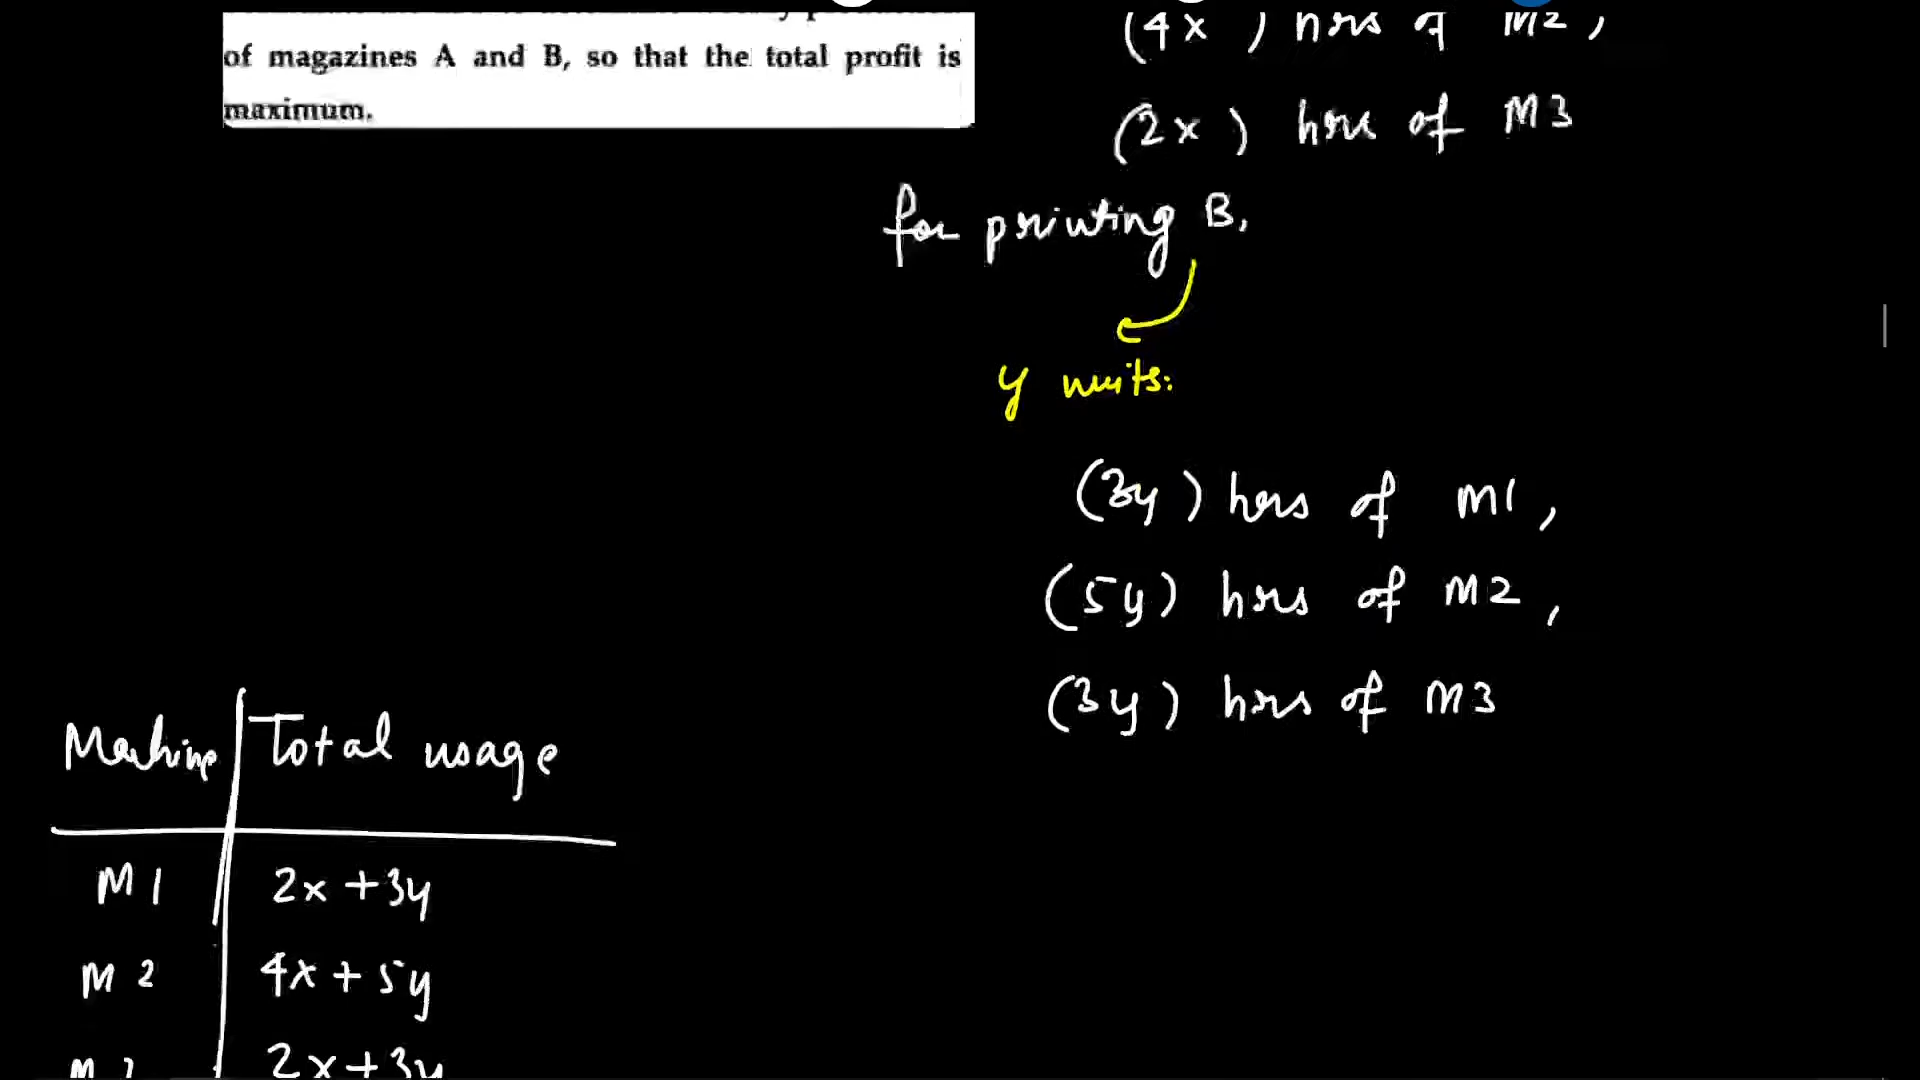 of magazines A and B, so that the total profit is
maximum.
(4x ) hrs of M2,
(2x ) hrs of M3
for printing B,
y units:
(3y ) hrs of M1,
(5y) hrs of M2,
(3y ) hrs of M3
Machine Total usage
M1 2x + 3y
M2 4x + 5y
2x + 3y